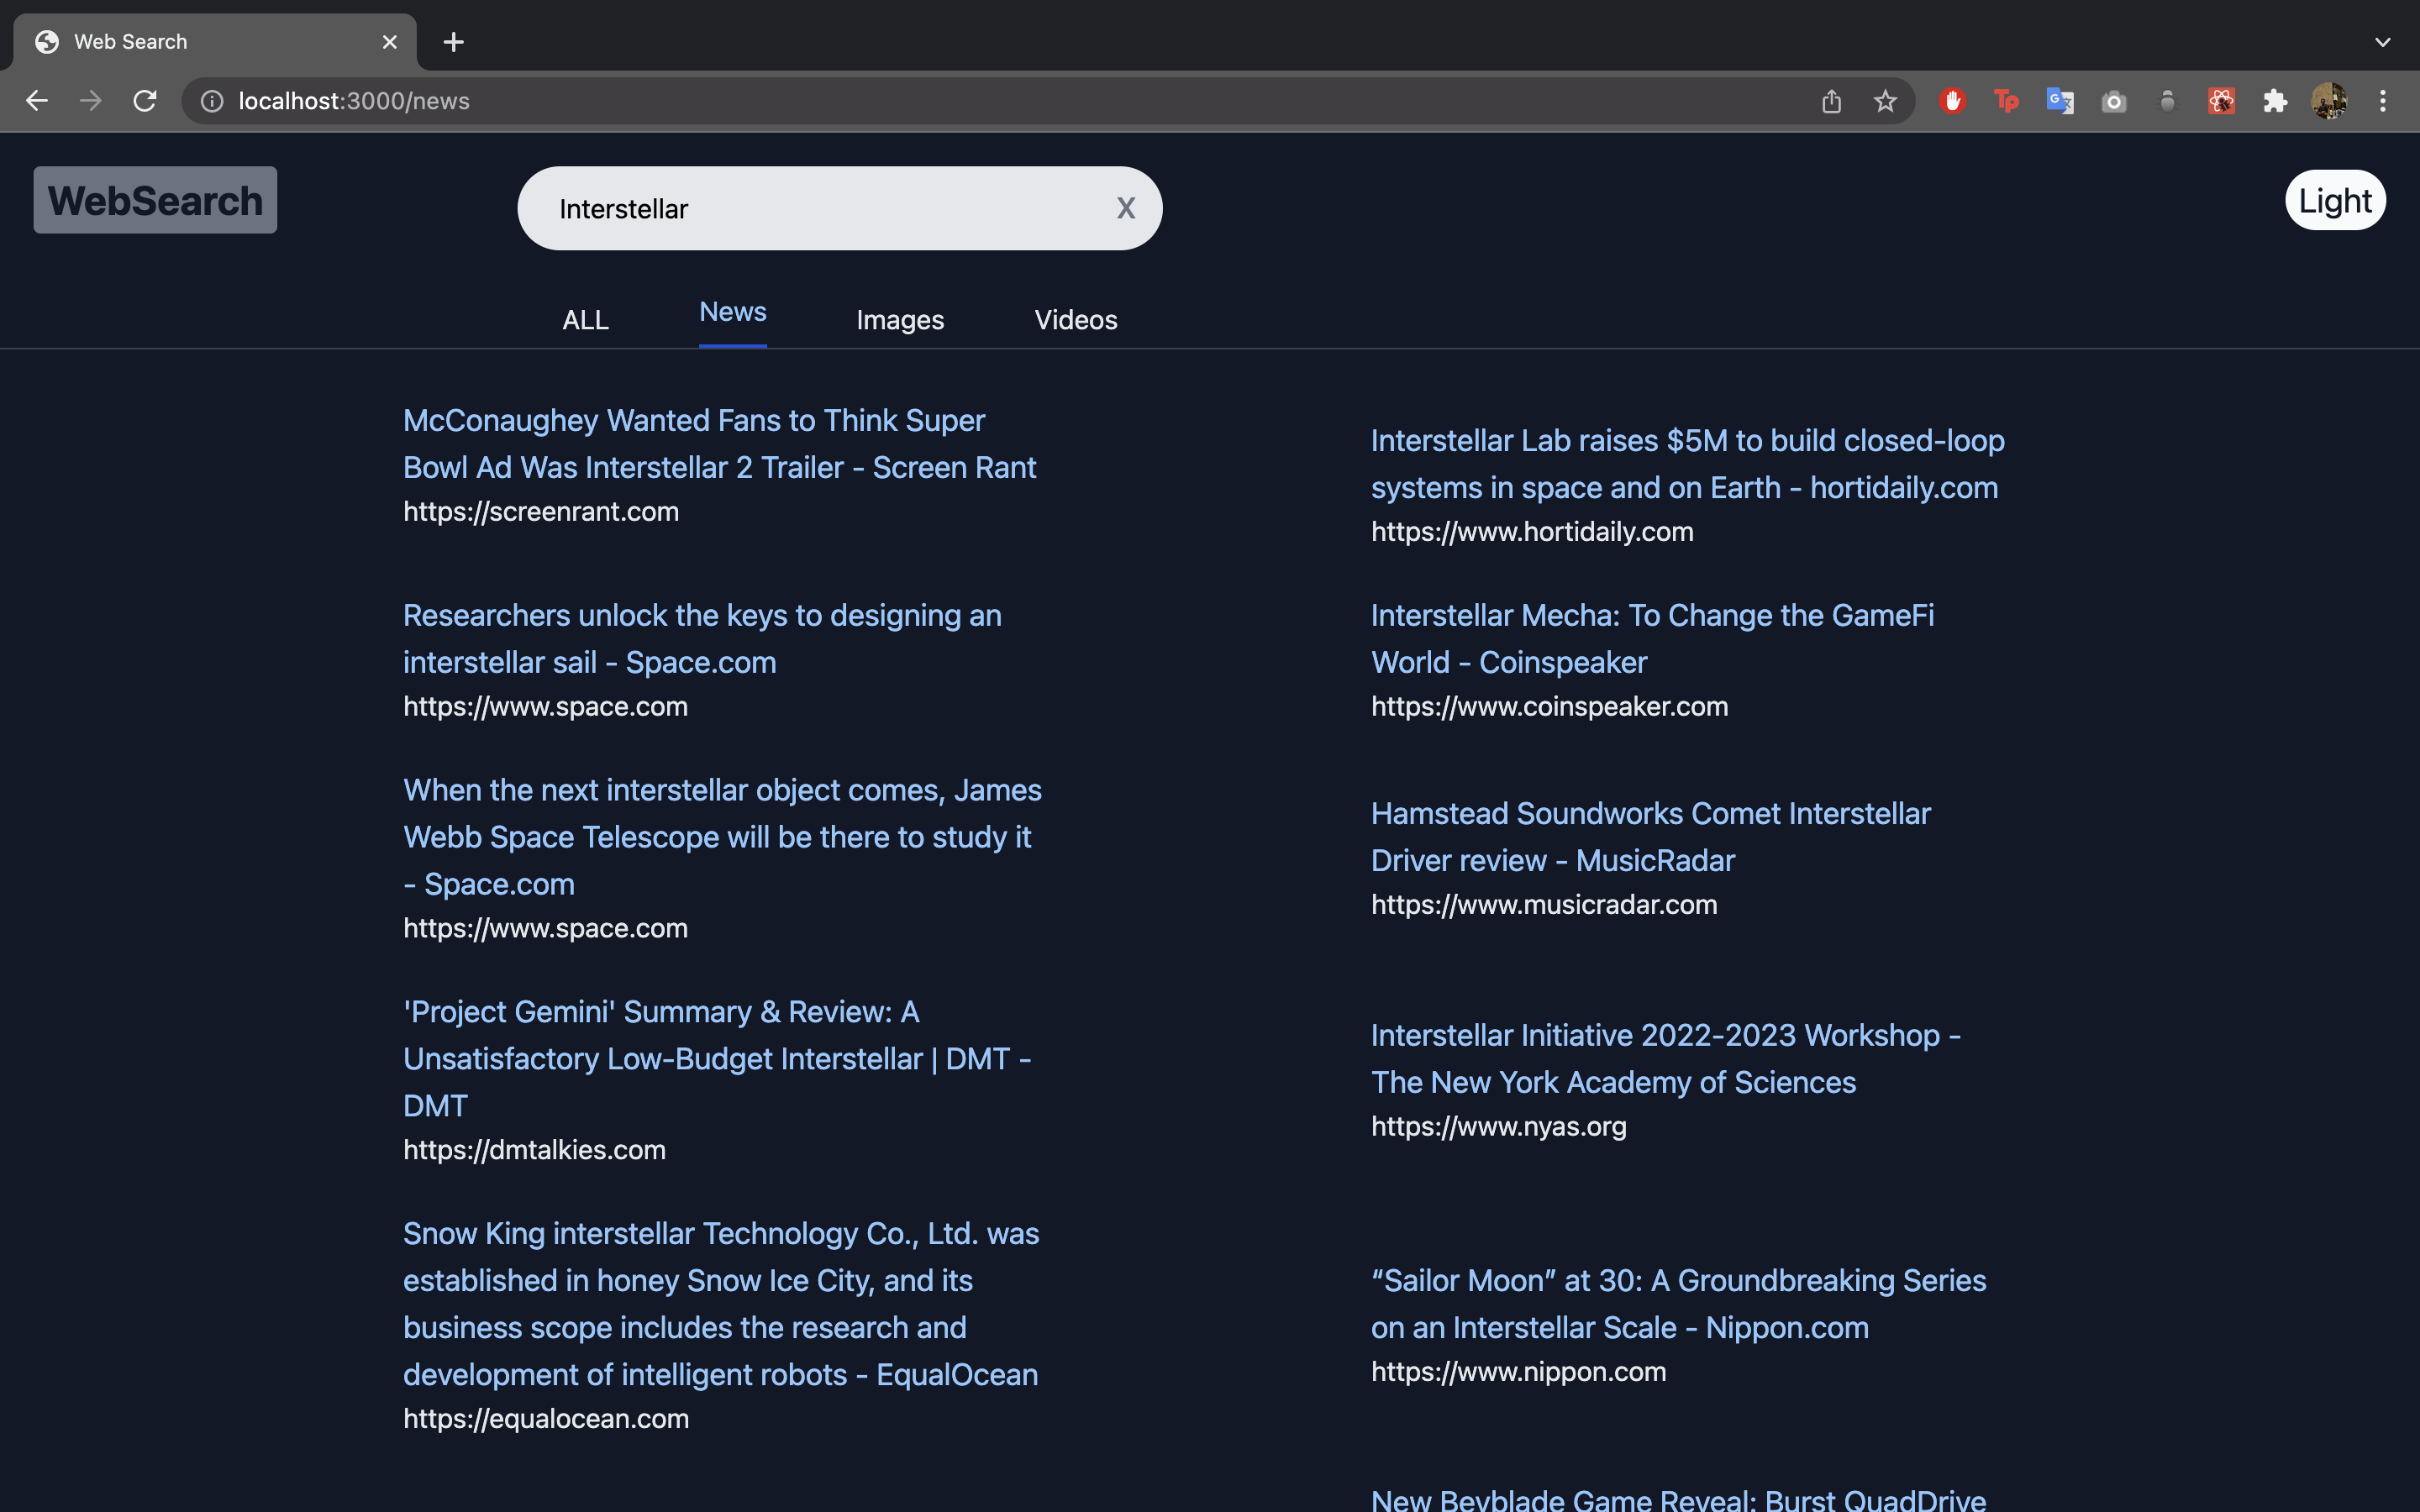 Web Search
localhost:3000/news
WebSearch
Interstellar
X
Light
ALL
News
Images
Videos
McConaughey Wanted Fans to Think Super
Bowl Ad Was Interstellar 2 Trailer - Screen Rant
https://screenrant.com
Interstellar Lab raises $5M to build closed-loop
systems in space and on Earth - hortidaily.com
https://www.hortidaily.com
Researchers unlock the keys to designing an
interstellar sail - Space.com
https://www.space.com
Interstellar Mecha: To Change the GameFi
World - Coinspeaker
https://www.coinspeaker.com
When the next interstellar object comes, James
Webb Space Telescope will be there to study it
- Space.com
https://www.space.com
Hamstead Soundworks Comet Interstellar
Driver review - MusicRadar
https://www.musicradar.com
'Project Gemini' Summary & Review: A
Unsatisfactory Low-Budget Interstellar | DMT -
DMT
https://dmtalkies.com
Interstellar Initiative 2022-2023 Workshop -
The New York Academy of Sciences
https://www.nyas.org
Snow King interstellar Technology Co., Ltd. was
established in honey Snow Ice City, and its
business scope includes the research and
development of intelligent robots - EqualOcean
https://equalocean.com
“Sailor Moon” at 30: A Groundbreaking Series
on an Interstellar Scale - Nippon.com
https://www.nippon.com
New Beyblade Game Reveal: Burst QuadDrive